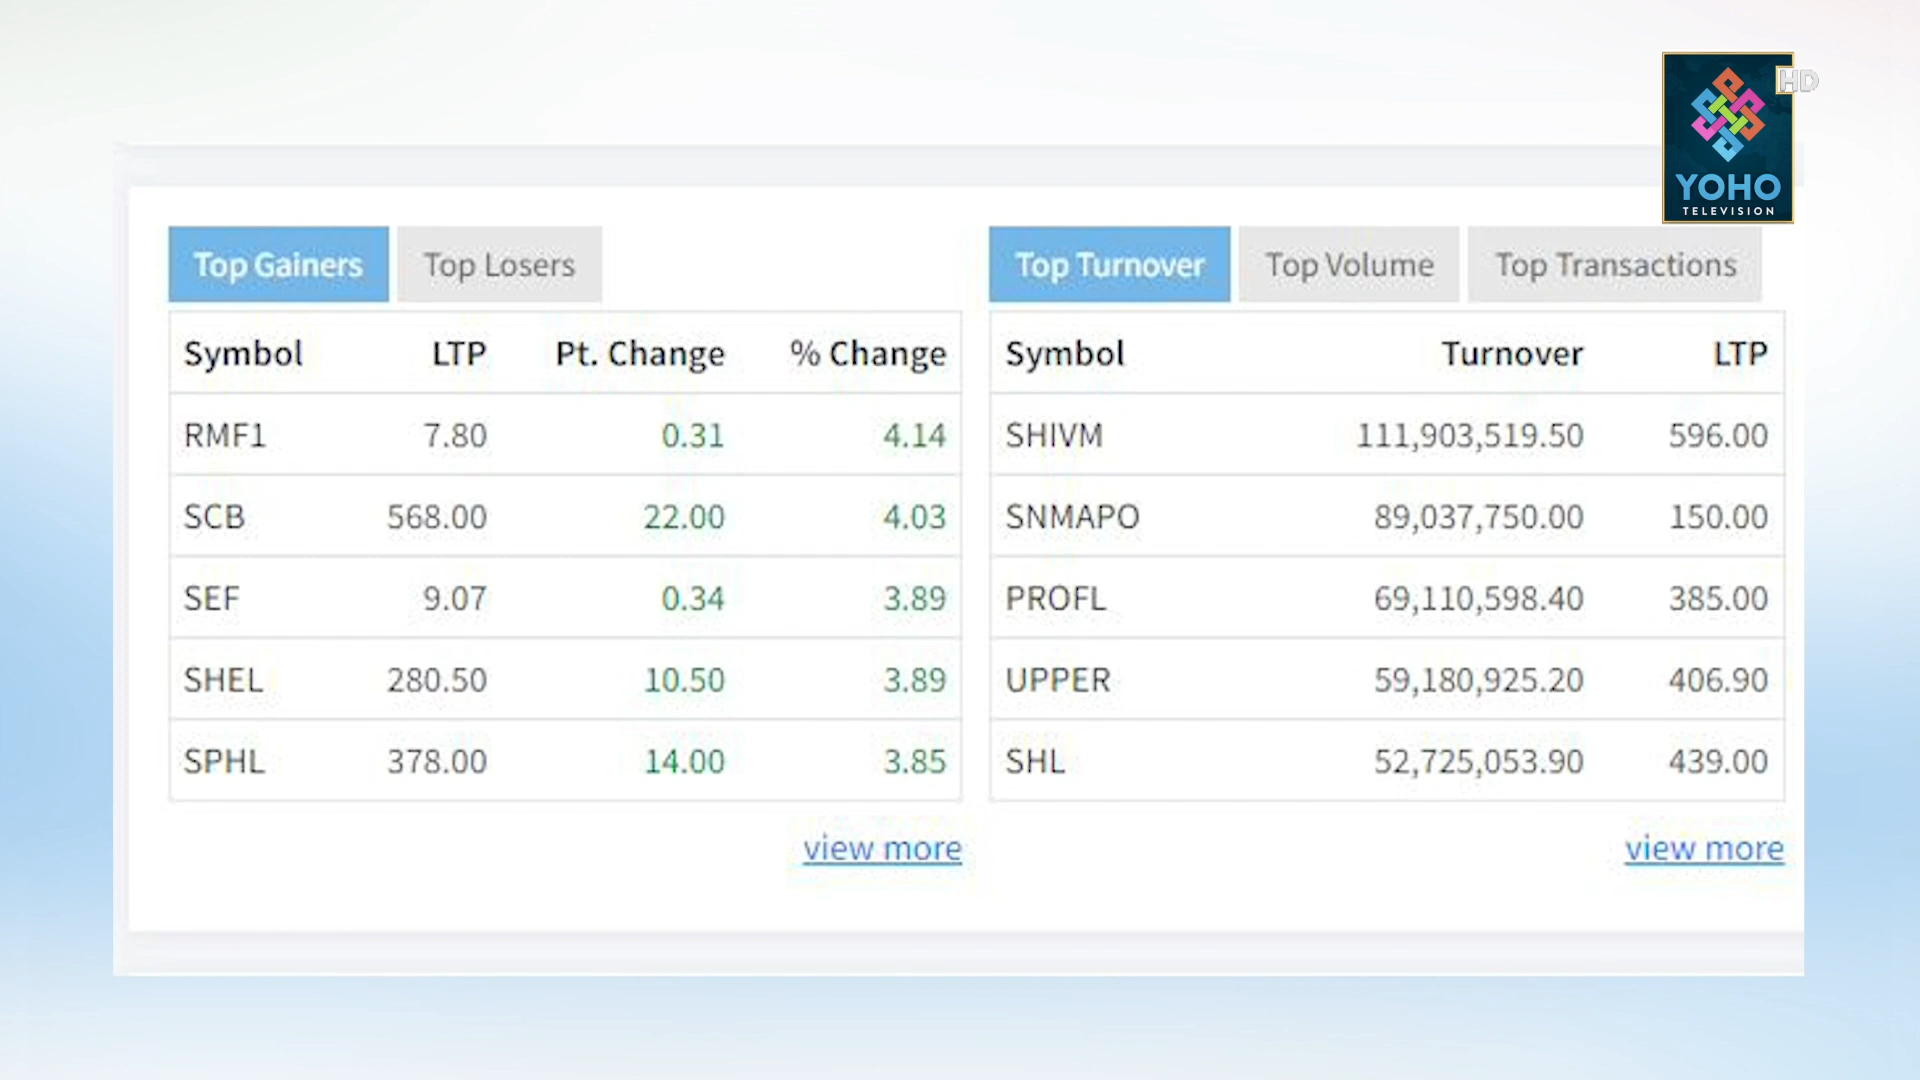 HD
YOHO
TELEVISION
Top Gainers Top Losers
Symbol LTP Pt. Change % Change
RMF1 7.80 0.31 4.14
SCB 568.00 22.00 4.03
SEF 9.07 0.34 3.89
SHEL 280.50 10.50 3.89
SPHL 378.00 14.00 3.85
view more
Top Turnover Top Volume Top Transactions
Symbol Turnover LTP
SHIVM 111,903,519.50 596.00
SNMAPO 89,037,750.00 150.00
PROFL 69,110,598.40 385.00
UPPER 59,180,925.20 406.90
SHL 52,725,053.90 439.00
view more